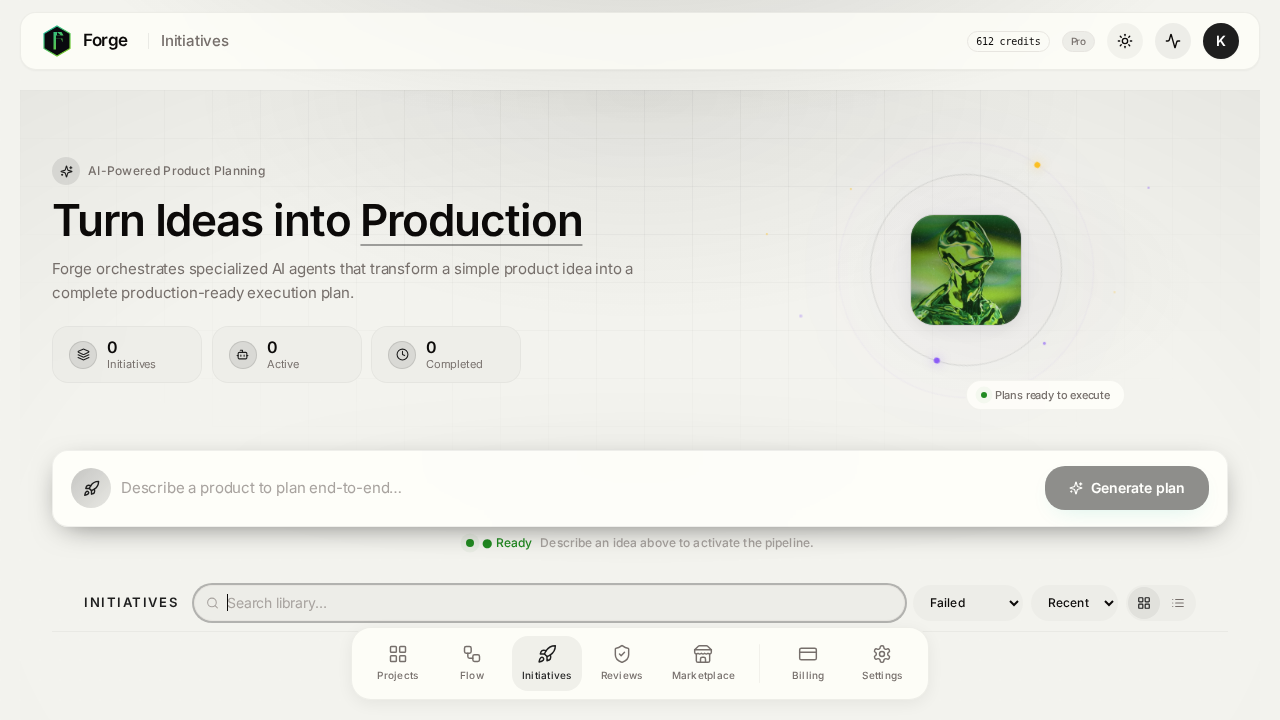 Forge
Initiatives
612 credits
Pro
K
AI-Powered Product Planning
Turn Ideas into Production
Forge orchestrates specialized AI agents that transform a simple product idea into a
complete production-ready execution plan.
0
Initiatives
0
Active
0
Completed
Plans ready to execute
Describe a product to plan end-to-end...
Generate plan
Ready Describe an idea above to activate the pipeline.
INITIATIVES
Search library...
Failed
Recent
Projects
Flow
Initiatives
Reviews
Marketplace
Billing
Settings